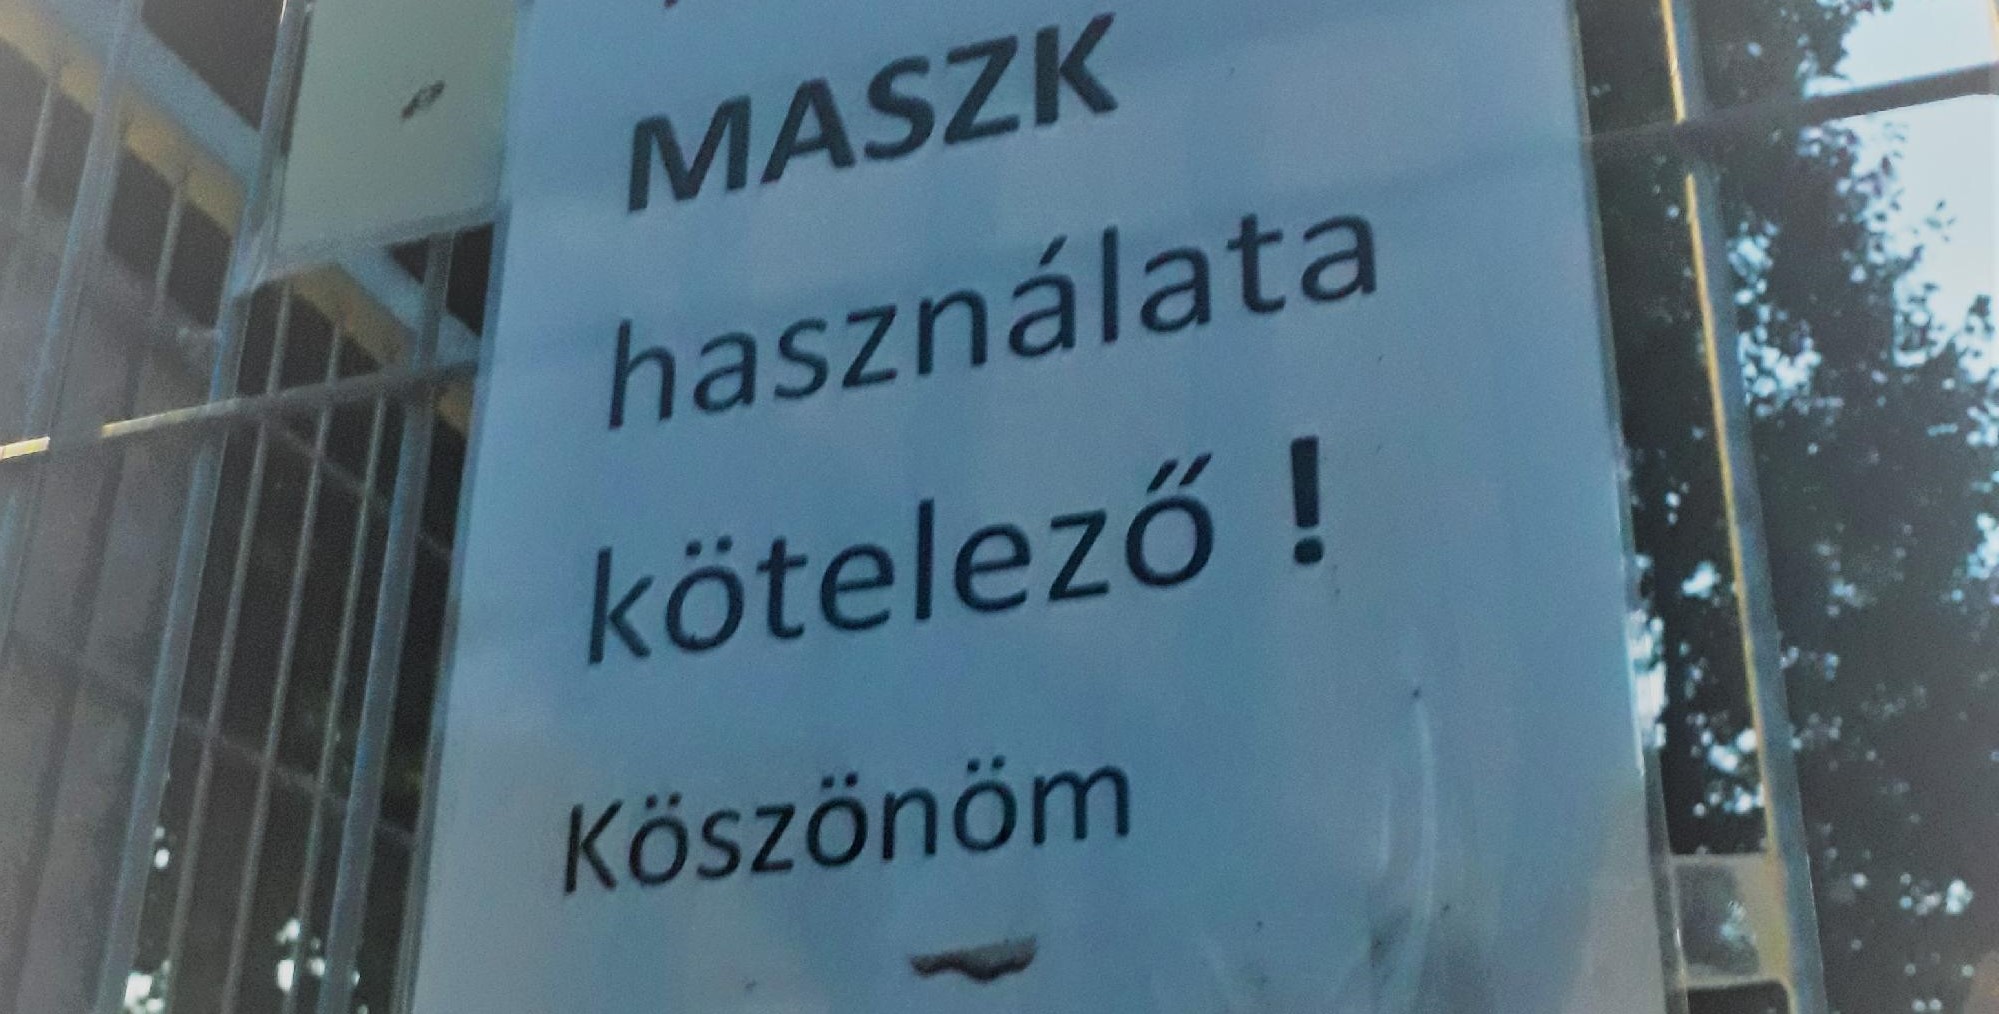 MASZK
használata
kötelező !
Köszönöm